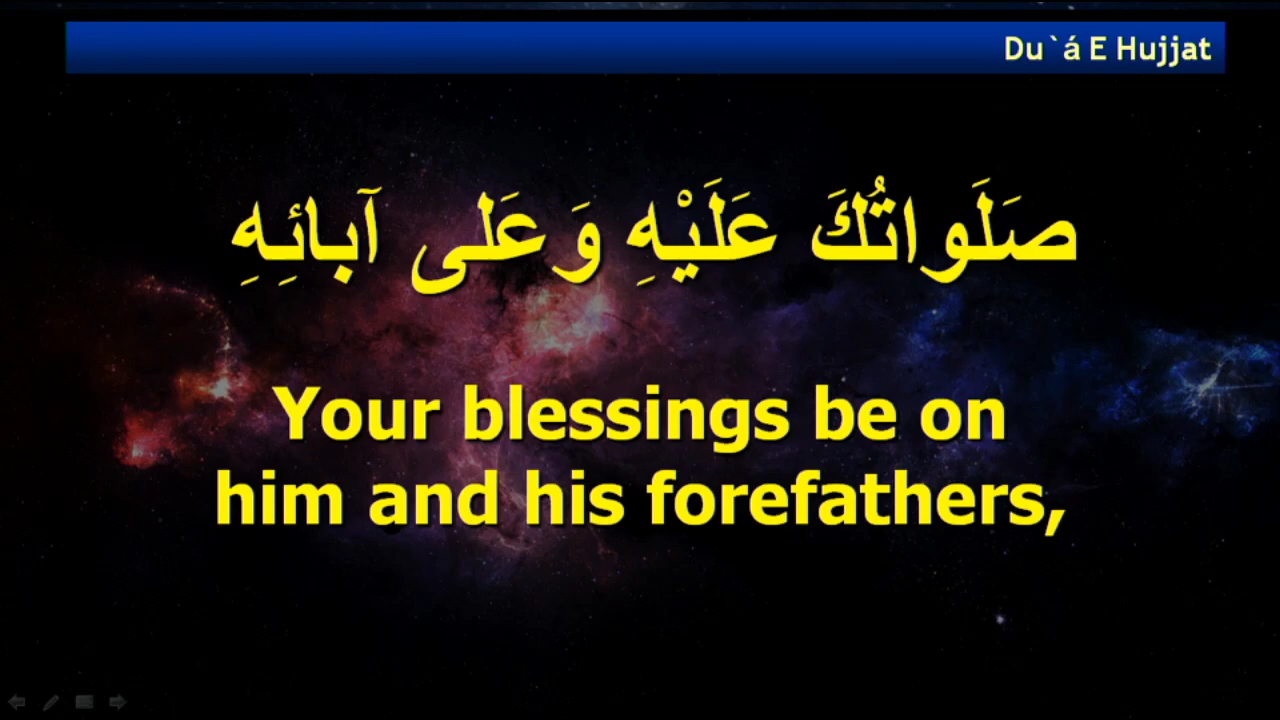 Du`á E Hujjat
صَلَواتُكَ عَلَيْهِ وَعَلى آبائِهِ
Your blessings be on
him and his forefathers,